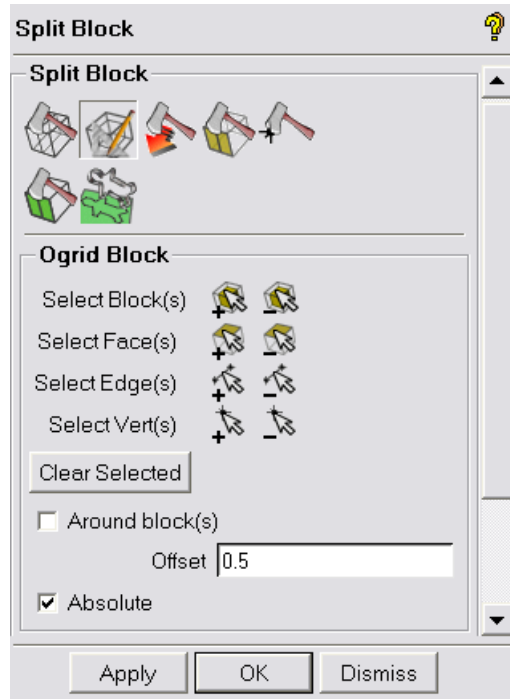 Split Block
Split Block
Ogrid Block
Select Block(s)
Select Face(s)
Select Edge(s)
Select Vert(s)
Clear Selected
Around block(s)
Offset 0.5
Absolute
Apply OK Dismiss